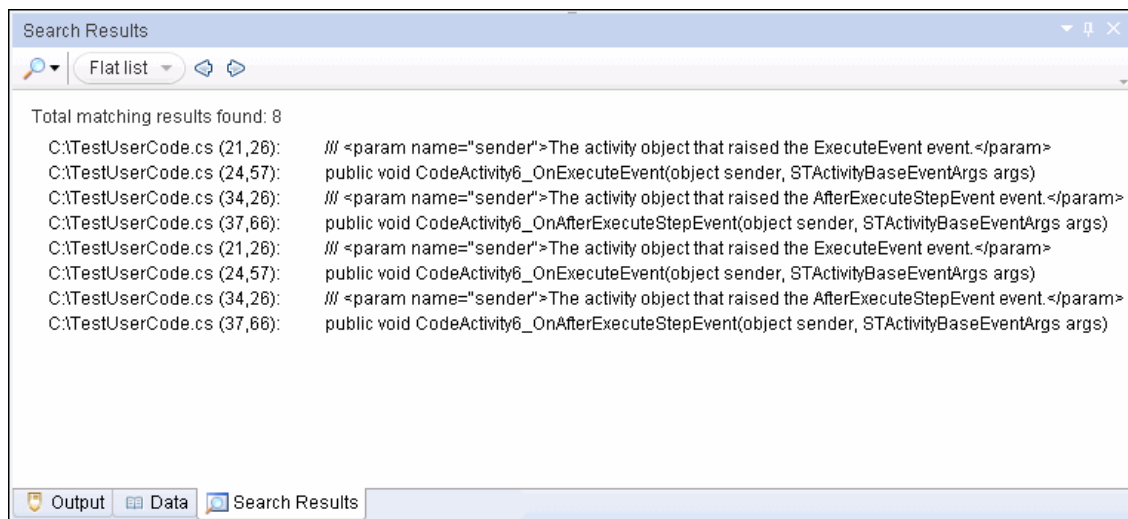 Search Results
Flat list
Total matching results found: 8
C:\TestUserCode.cs (21,26): /// <param name="sender">The activity object that raised the ExecuteEvent event.</param>
C:\TestUserCode.cs (24,57): public void CodeActivity6_OnExecuteEvent(object sender, STActivityBaseEventArgs args)
C:\TestUserCode.cs (34,26): /// <param name="sender">The activity object that raised the AfterExecuteStepEvent event.</param>
C:\TestUserCode.cs (37,66): public void CodeActivity6_OnAfterExecuteStepEvent(object sender, STActivityBaseEventArgs args)
C:\TestUserCode.cs (21,26): /// <param name="sender">The activity object that raised the ExecuteEvent event.</param>
C:\TestUserCode.cs (24,57): public void CodeActivity6_OnExecuteEvent(object sender, STActivityBaseEventArgs args)
C:\TestUserCode.cs (34,26): /// <param name="sender">The activity object that raised the AfterExecuteStepEvent event.</param>
C:\TestUserCode.cs (37,66): public void CodeActivity6_OnAfterExecuteStepEvent(object sender, STActivityBaseEventArgs args)
Output Data Search Results